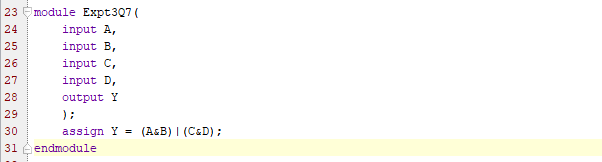 23 module Expt3Q7(
24 input A,
25 input B,
26 input C,
27 input D,
28 output Y
29 );
30 assign Y = (A&B)|(C&D);
31 endmodule